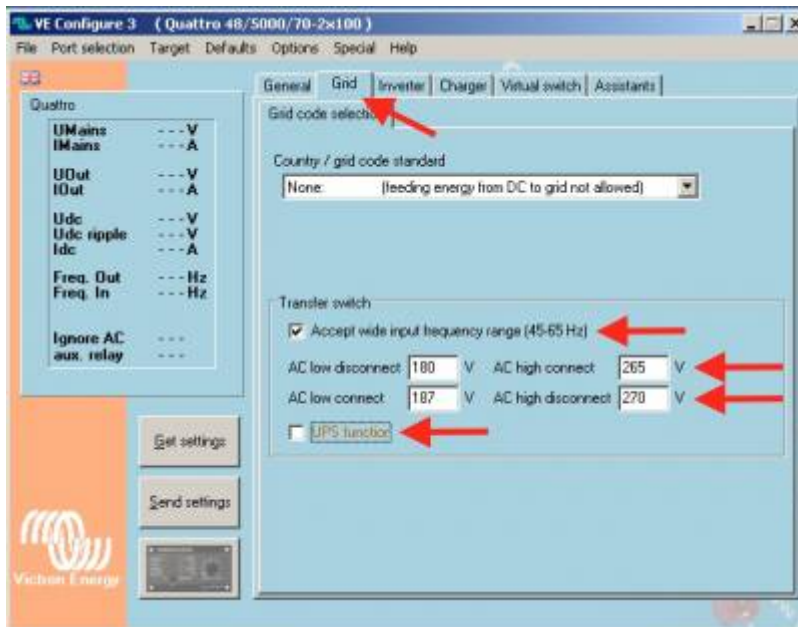 VE Configure 3 ( Quattro 48/5000/70-2x100 )
File Port selection Target Defaults Options Special Help
General Grid Inverter Charger Virtual switch Assistants
Quattro
UMains ---V
IMains ---A
UOut ---V
IOut ---A
Udc ---V
Udc ripple ---V
Idc ---A
Freq. Out ---Hz
Freq. In ---Hz
Ignore AC ---
aux. relay ---
Get settings
Send settings
Victron Energy
Grid code selection
Country / grid code standard
None: (feeding energy from DC to grid not allowed)
Transfer switch
Accept wide input frequency range (45-65 Hz)
AC low disconnect 180 V AC high connect 265 V
AC low connect 187 V AC high disconnect 270 V
UPS function